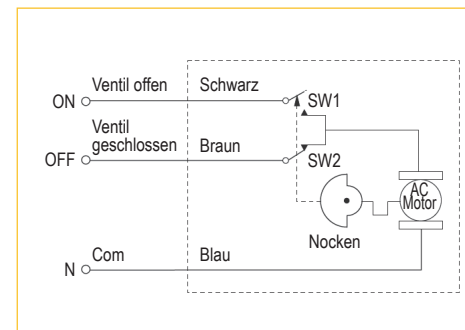 ON Ventil offen Schwarz
SW1
Ventil
geschlossen
OFF Braun
SW2
AC
Motor
Nocken
N Com Blau